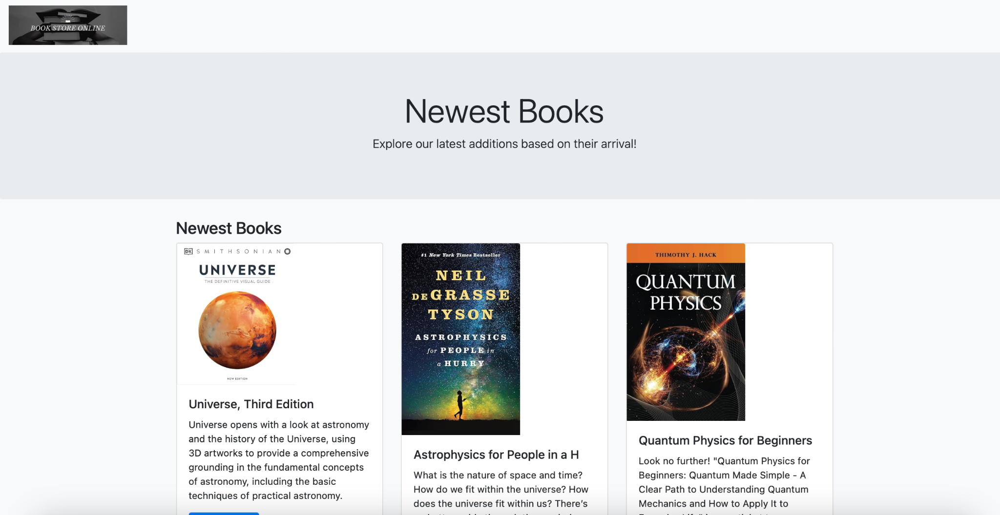 BOOK STORE ONLINE
Newest Books
Explore our latest additions based on their arrival!
Newest Books
DK SMITHSONIAN
UNIVERSE
THE DEFINITIVE VISUAL GUIDE
NEW EDITION
Universe, Third Edition
Universe opens with a look at astronomy
and the history of the Universe, using
3D artworks to provide a comprehensive
grounding in the fundamental concepts
of astronomy, including the basic
techniques of practical astronomy.
#1 New York Times Bestseller
NEIL
DEGRASSE
TYSON
ASTROPHYSICS
for PEOPLE in
a HURRY
Astrophysics for People in a H
What is the nature of space and time?
How do we fit within the universe? How
does the universe fit within us? There’s
THIMOTHY J. HACK
QUANTUM
PHYSICS
Quantum Physics for Beginners
Look no further! "Quantum Physics for
Beginners: Quantum Made Simple - A
Clear Path to Understanding Quantum
Mechanics and How to Apply It to